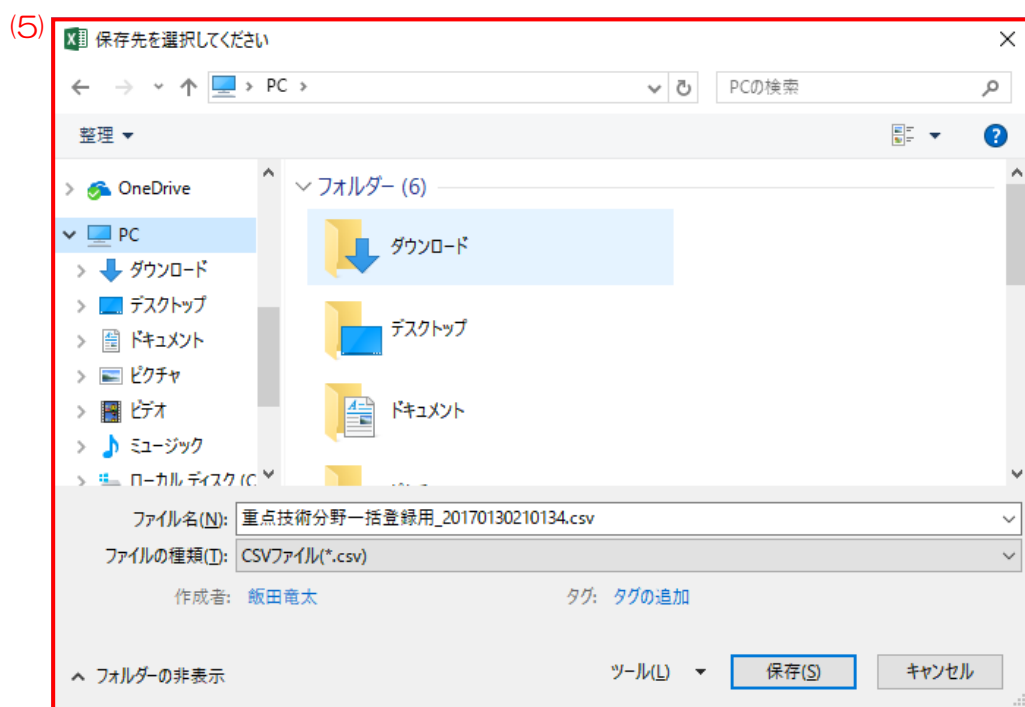 (5)
保存先を選択してください
PC
PCの検索
整理
OneDrive
PC
ダウンロード
デスクトップ
ドキュメント
ピクチャ
ビデオ
ミュージック
ローカル ディスク (C
フォルダー (6)
ダウンロード
デスクトップ
ドキュメント
ファイル名(N): 重点技術分野一括登録用_20170130210134.csv
ファイルの種類(T): CSVファイル(*.csv)
作成者: 飯田竜太 タグ: タグの追加
フォルダーの非表示 ツール(L) 保存(S) キャンセル